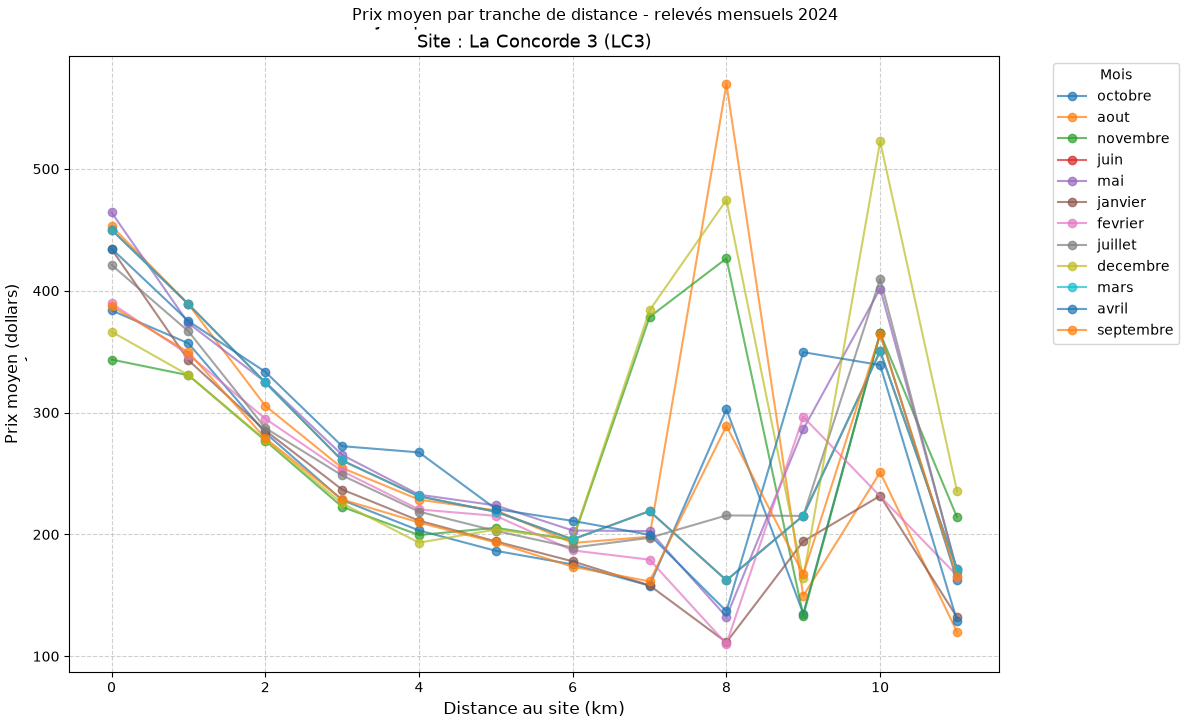 Prix moyen par tranche de distance - relevés mensuels 2024
Site : La Concorde 3 (LC3)
Prix moyen (dollars)
500
400
300
200
100
0
2
4
6
8
10
Distance au site (km)
Mois
octobre
aout
novembre
juin
mai
janvier
fevrier
juillet
decembre
mars
avril
septembre